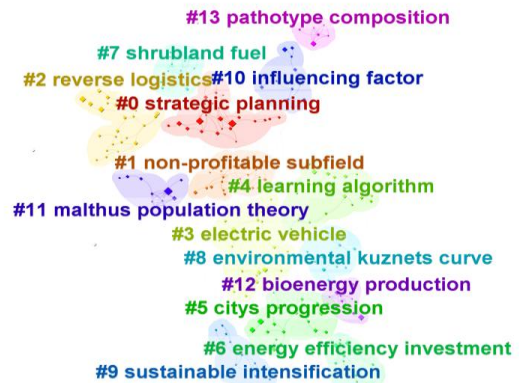 #13 pathotype composition
#7 shrubland fuel
#2 reverse logistics #10 influencing factor
#0 strategic planning
#1 non-profitable subfield
#4 learning algorithm
#11 malthus population theory
#3 electric vehicle
#8 environmental kuznets curve
#12 bioenergy production
#5 citys progression
#6 energy efficiency investment
#9 sustainable intensification